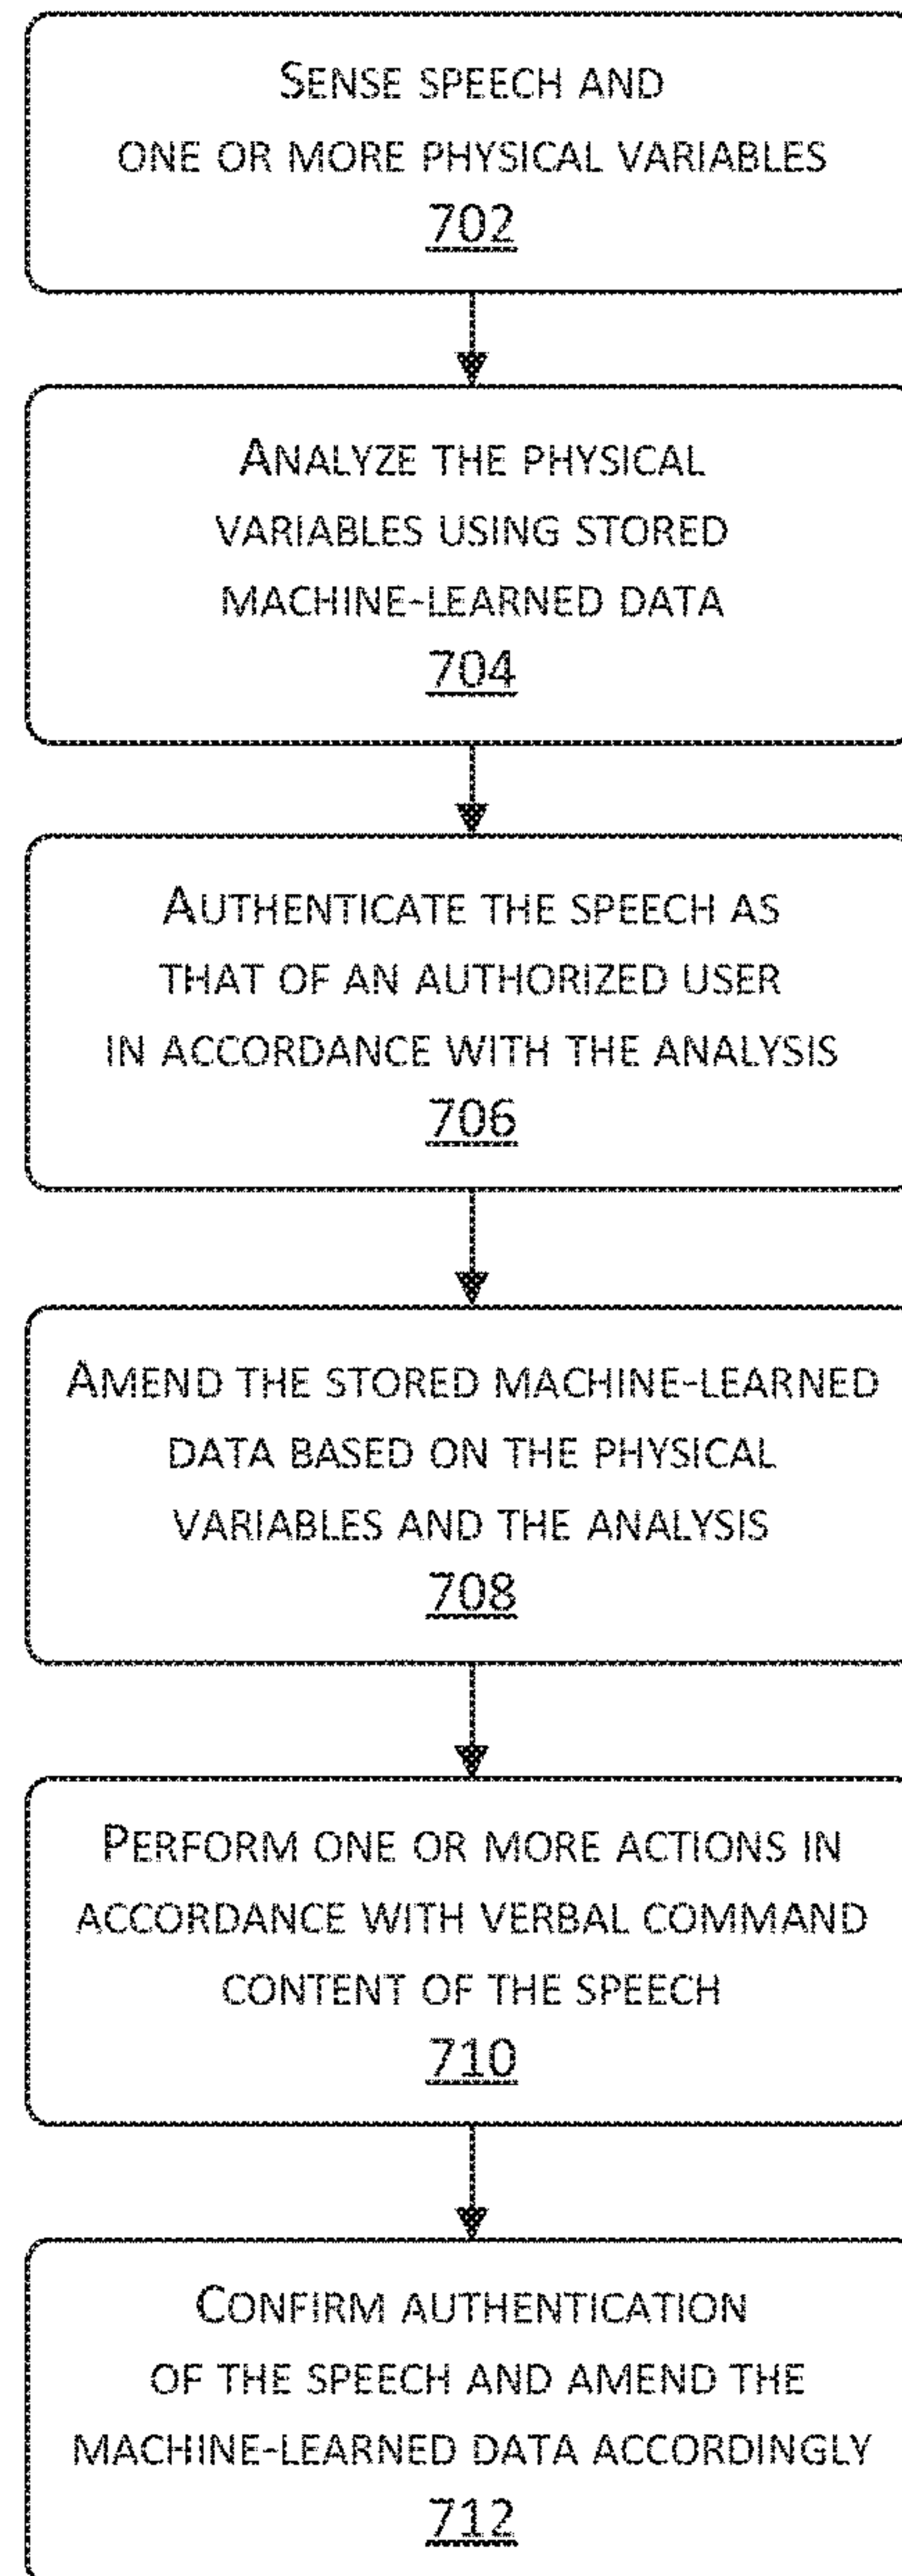 SENSE SPEECH AND
ONE OR MORE PHYSICAL VARIABLES
702
ANALYZE THE PHYSICAL
VARIABLES USING STORED
MACHINE-LEARNED DATA
704
AUTHENTICATE THE SPEECH AS
THAT OF AN AUTHORIZED USER
IN ACCORDANCE WITH THE ANALYSIS
706
AMEND THE STORED MACHINE-LEARNED
DATA BASED ON THE PHYSICAL
VARIABLES AND THE ANALYSIS
708
PERFORM ONE OR MORE ACTIONS IN
ACCORDANCE WITH VERBAL COMMAND
CONTENT OF THE SPEECH
710
CONFIRM AUTHENTICATION
OF THE SPEECH AND AMEND THE
MACHINE-LEARNED DATA ACCORDINGLY
712